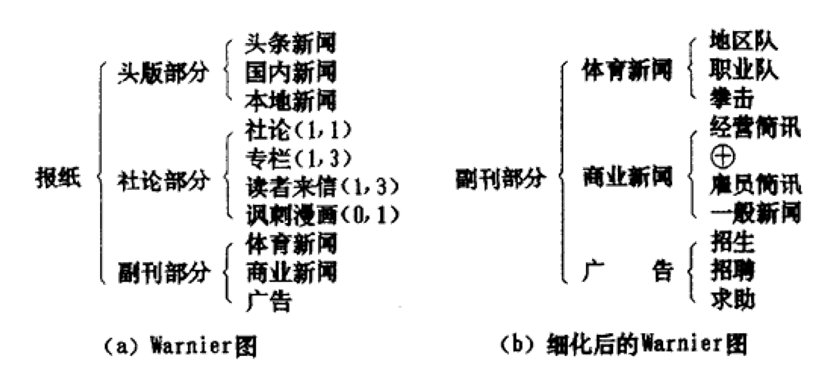 报纸
头版部分
头条新闻
国内新闻
本地新闻
社论部分
社论(1,1)
专栏(1,3)
读者来信(1,3)
讽刺漫画(0,1)
副刊部分
体育新闻
商业新闻
广告
(a) Warnier图
副刊部分
体育新闻
地区队
职业队
拳击
商业新闻
经营简讯
⊕
雇员简讯
一般新闻
广 告
招生
招聘
求助
(b) 细化后的Warnier图